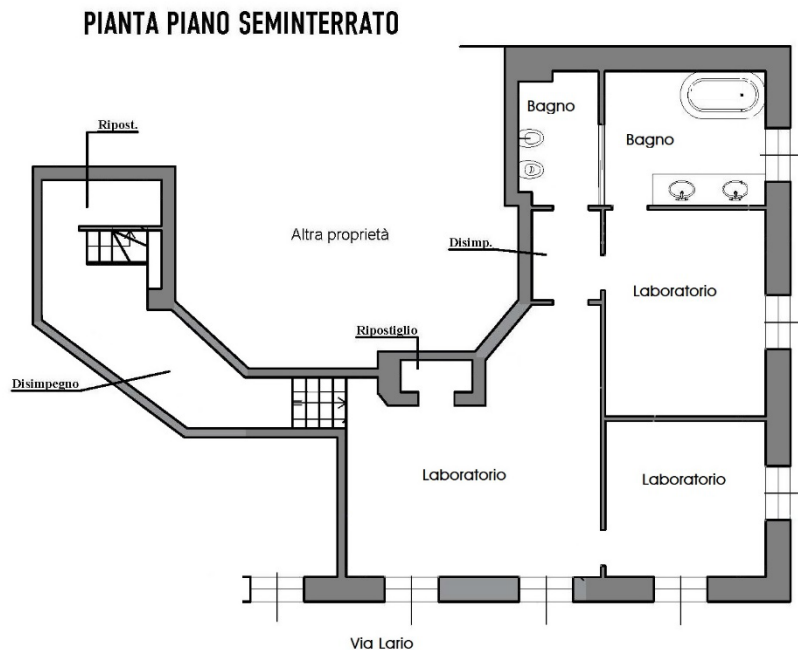 PIANTA PIANO SEMINTERRATO
Bagno
Ripost.
Bagno
Altra proprietà
Disimp.
Laboratorio
Ripostiglio
Disimpegno
Laboratorio
Laboratorio
Via Lario